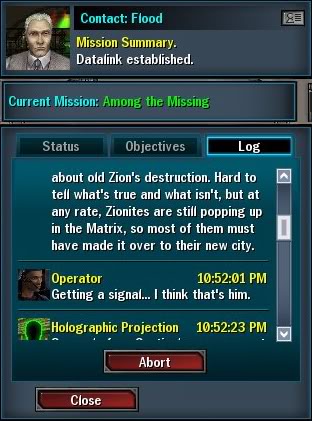 Contact: Flood
Mission Summary.
Datalink established.
Current Mission: Among the Missing
Status
Objectives
Log
about old Zion's destruction. Hard to
tell what's true and what isn't, but at
any rate, Zionites are still popping up
in the Matrix, so most of them must
have made it over to their new city.
Operator 10:52:01 PM
Getting a signal... I think that's him.
Holographic Projection 10:52:23 PM
Abort
Close